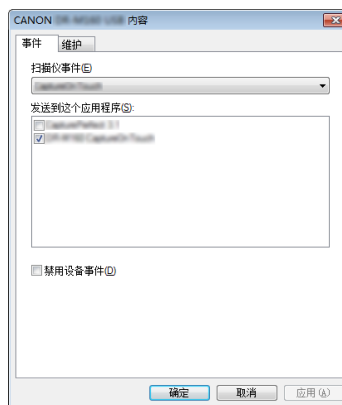 CANON 内容
事件 维护
扫描仪事件(E)
发送到这个应用程序(S):
禁用设备事件(D)
确定 取消 应用(A)